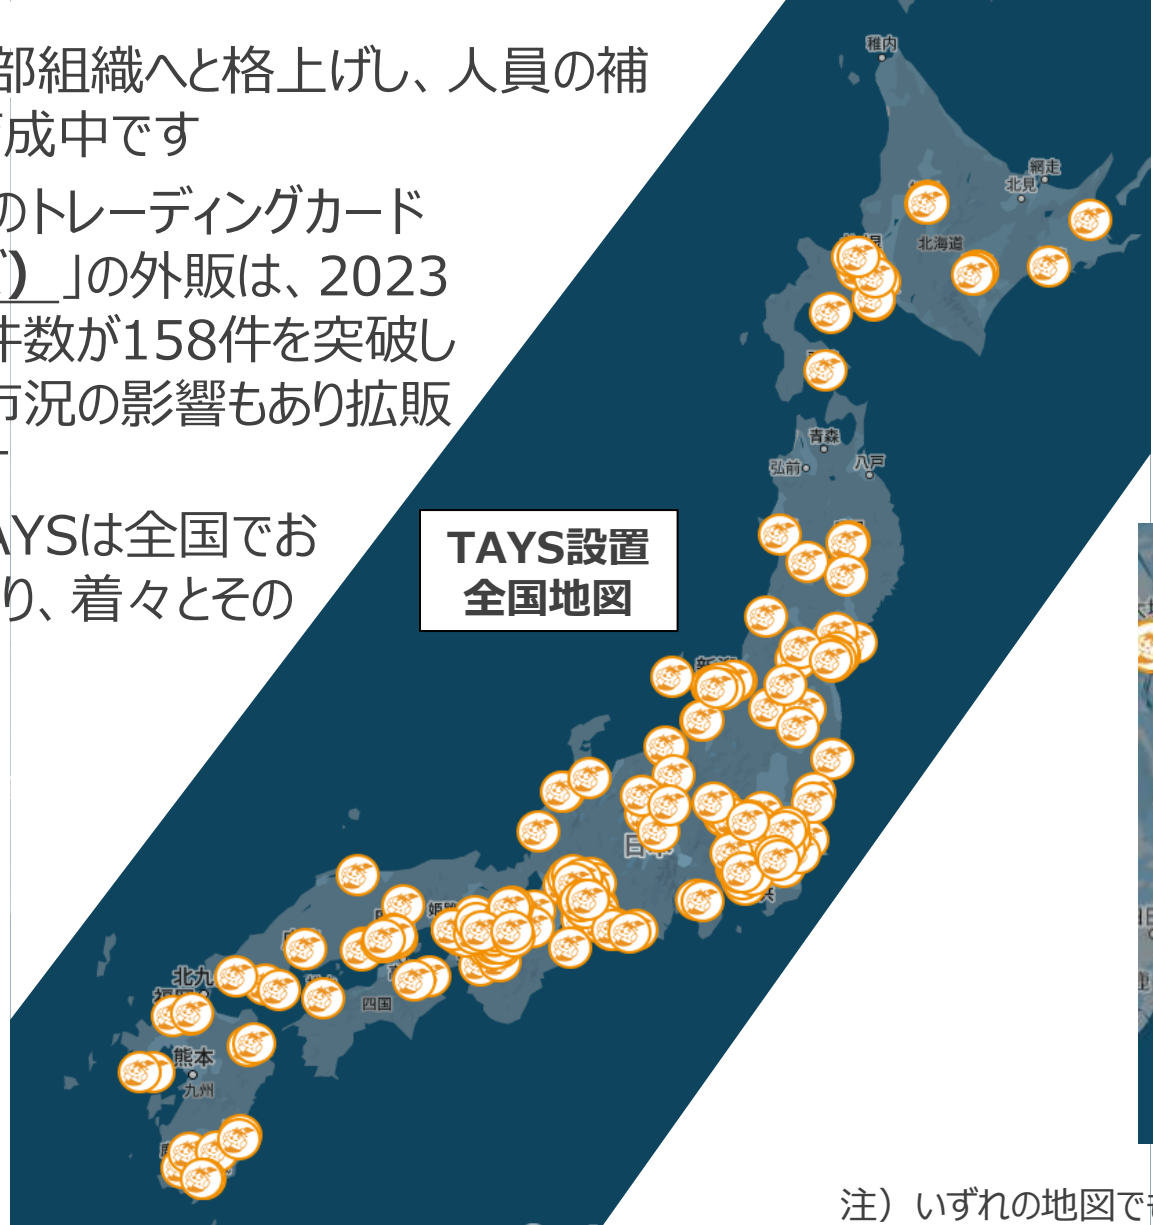 部組織へと格上げし、人員の補
成中です
のトレーディングカード
）」の外販は、2023
件数が158件を突破し
市況の影響もあり拡販
AYSは全国でお
り、着々とその
TAYS設置
全国地図
稚内
網走
北見
北海道
青森
弘前
八戸
日本
姫路
四国
北九
熊本
九州
注）いずれの地図で